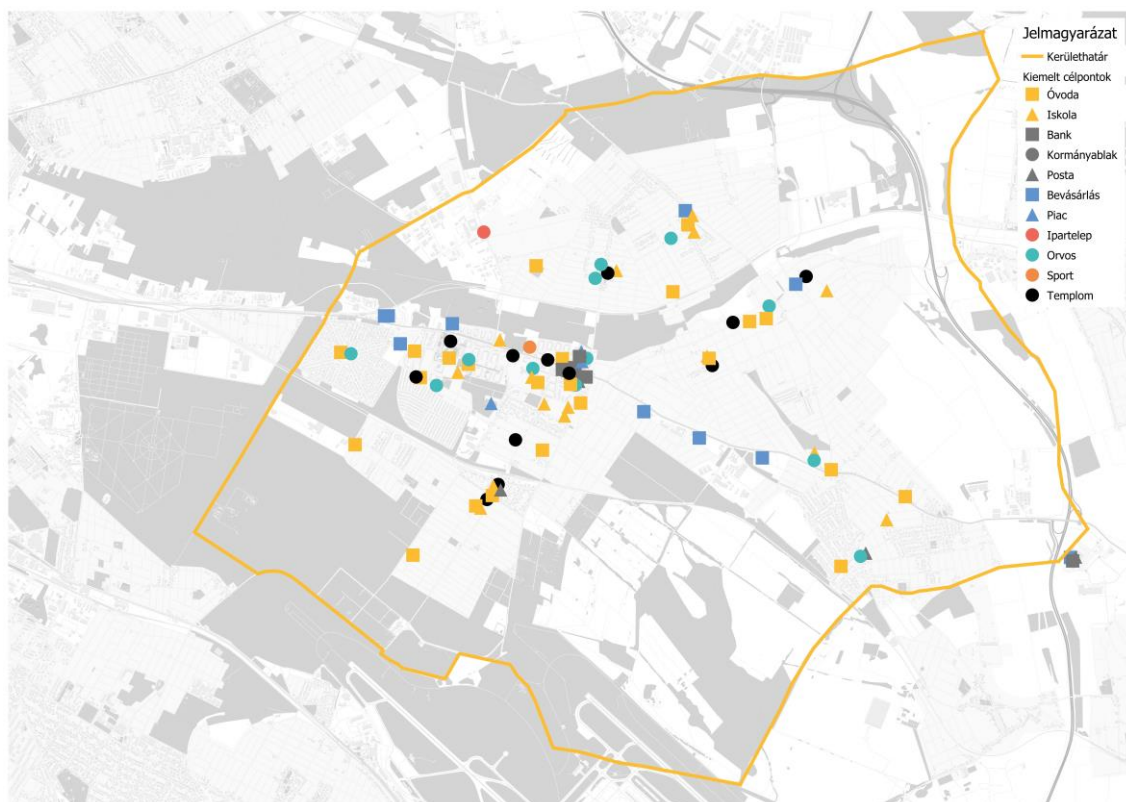 Jelmagyarázat
Kerülethatár
Kiemelt célpontok
Óvoda
Iskola
Bank
Kormányablak
Posta
Bevásárlás
Piac
Ipartelep
Orvos
Sport
Templom